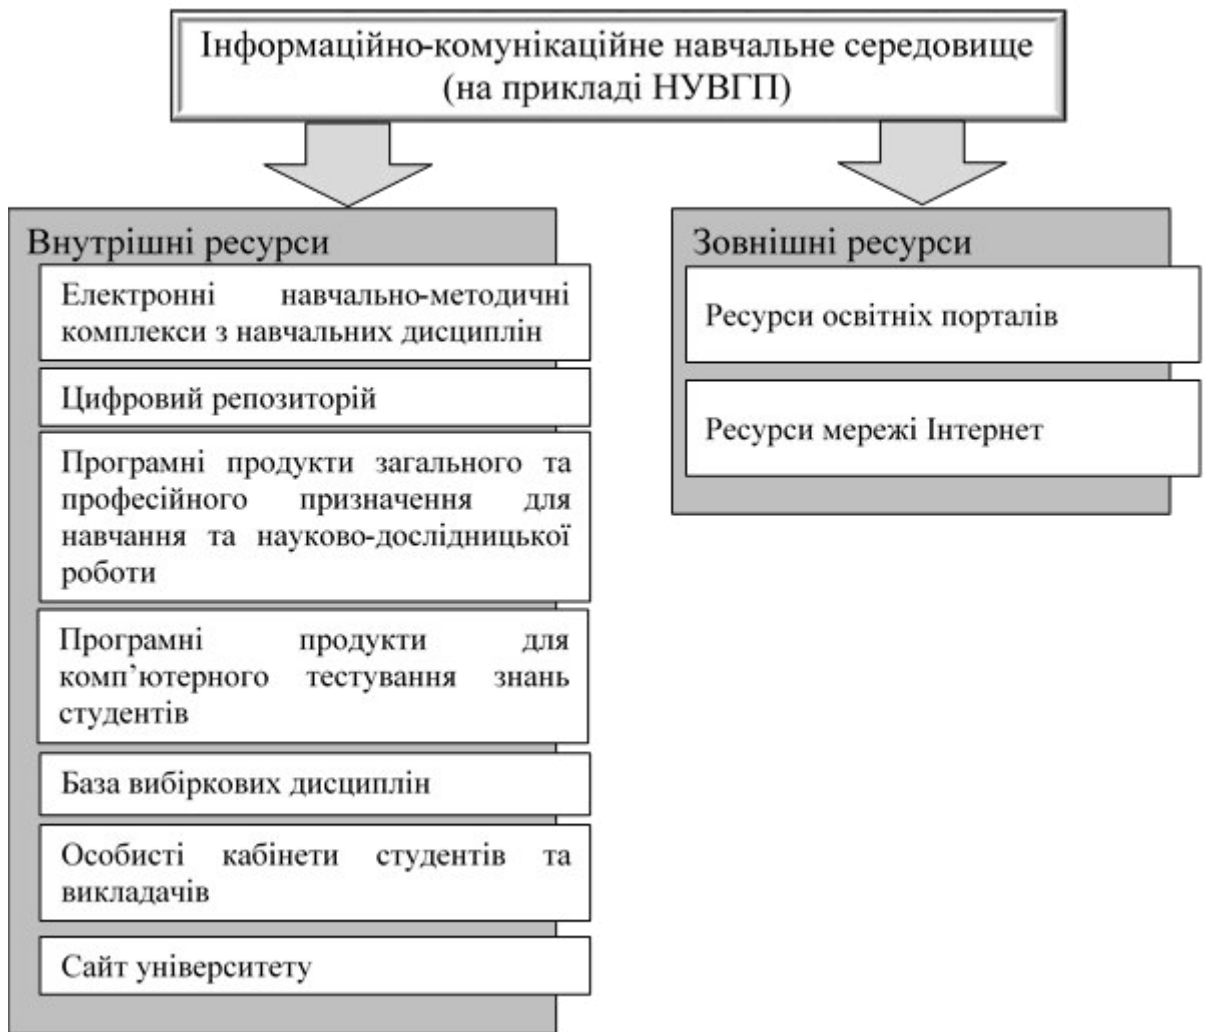 Інформаційно-комунікаційне навчальне середовище
(на прикладі НУВГП)
Внутрішні ресурси
Електронні навчально-методичні
комплекси з навчальних дисциплін
Цифровий репозиторій
Програмні продукти загального та
професійного призначення для
навчання та науково-дослідницької
роботи
Програмні продукти для
комп’ютерного тестування знань
студентів
База вибіркових дисциплін
Особисті кабінети студентів та
викладачів
Сайт університету
Зовнішні ресурси
Ресурси освітніх порталів
Ресурси мережі Інтернет